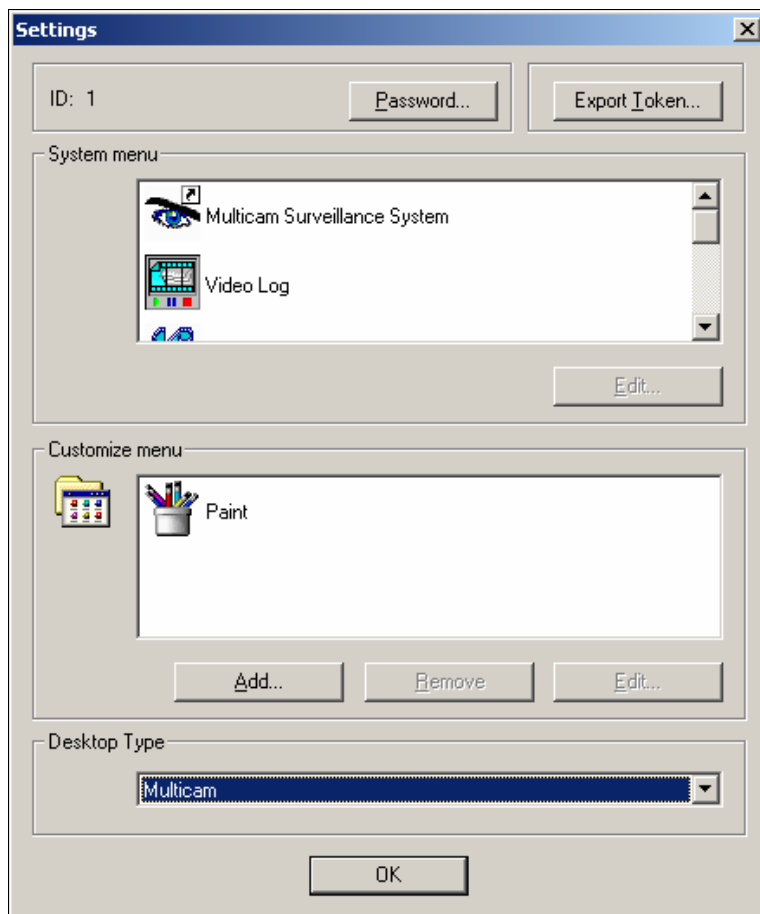 Settings
ID: 1
Password...
Export Token...
System menu
Multicam Surveillance System
Video Log
Edit...
Customize menu
Paint
Add...
Remove
Edit...
Desktop Type
Multicam
OK